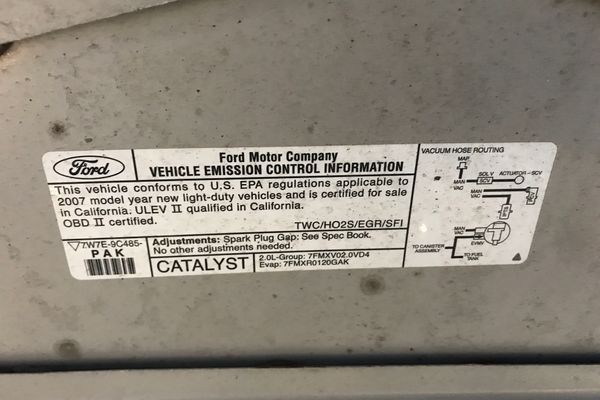 Ford
Ford Motor Company
VEHICLE EMISSION CONTROL INFORMATION
This vehicle conforms to U.S. EPA regulations applicable to
2007 model year new light-duty vehicles and is certified for sale
in California. ULEV II qualified in California.
OBD II certified.
TWC/HO2S/EGR/SFI
7W7E-9C485-
PAK
Adjustments: Spark Plug Gap: See Spec Book.
No other adjustments needed.
CATALYST
2.0L-Group: 7FMXV02.0VD4
Evap: 7FMXR0120GAK
VACUUM HOSE ROUTING
MAP
SOL V ACTUATOR-SCV
MAN SCV
VAC
MAN
VAC
MAN
VAC
EVMV
TO CANISTER
ASSEMBLY
TO FUEL
TANK